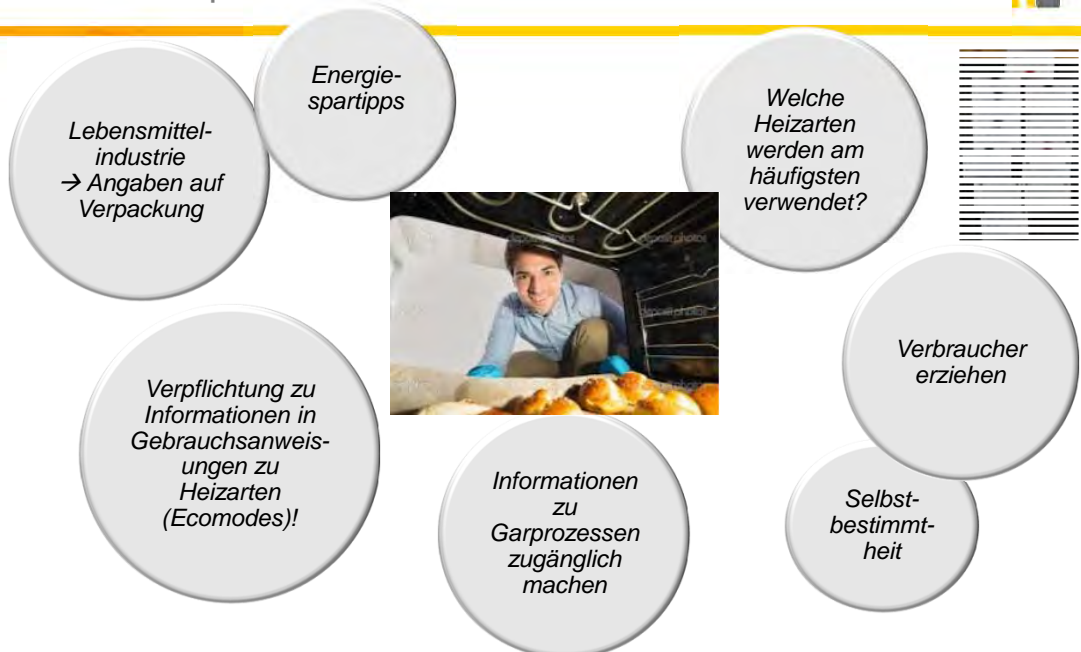 Energie-
spartipps
Lebensmittel-
industrie
→ Angaben auf
Verpackung
Welche
Heizarten
werden am
häufigsten
verwendet?
Verbraucher
erziehen
Verpflichtung zu
Informationen in
Gebrauchsanweis-
ungen zu
Heizarten
(Ecomodes)!
Informationen
zu
Garprozessen
zugänglich
machen
Selbst-
bestimmt-
heit